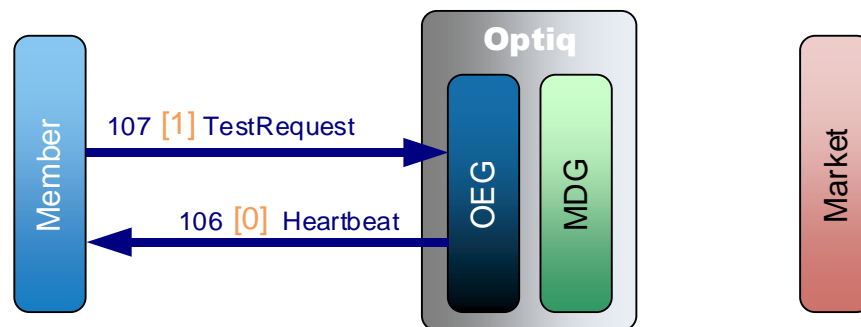 Optiq
Member
107 [1] TestRequest
106 [0] Heartbeat
OEG
MDG
Market